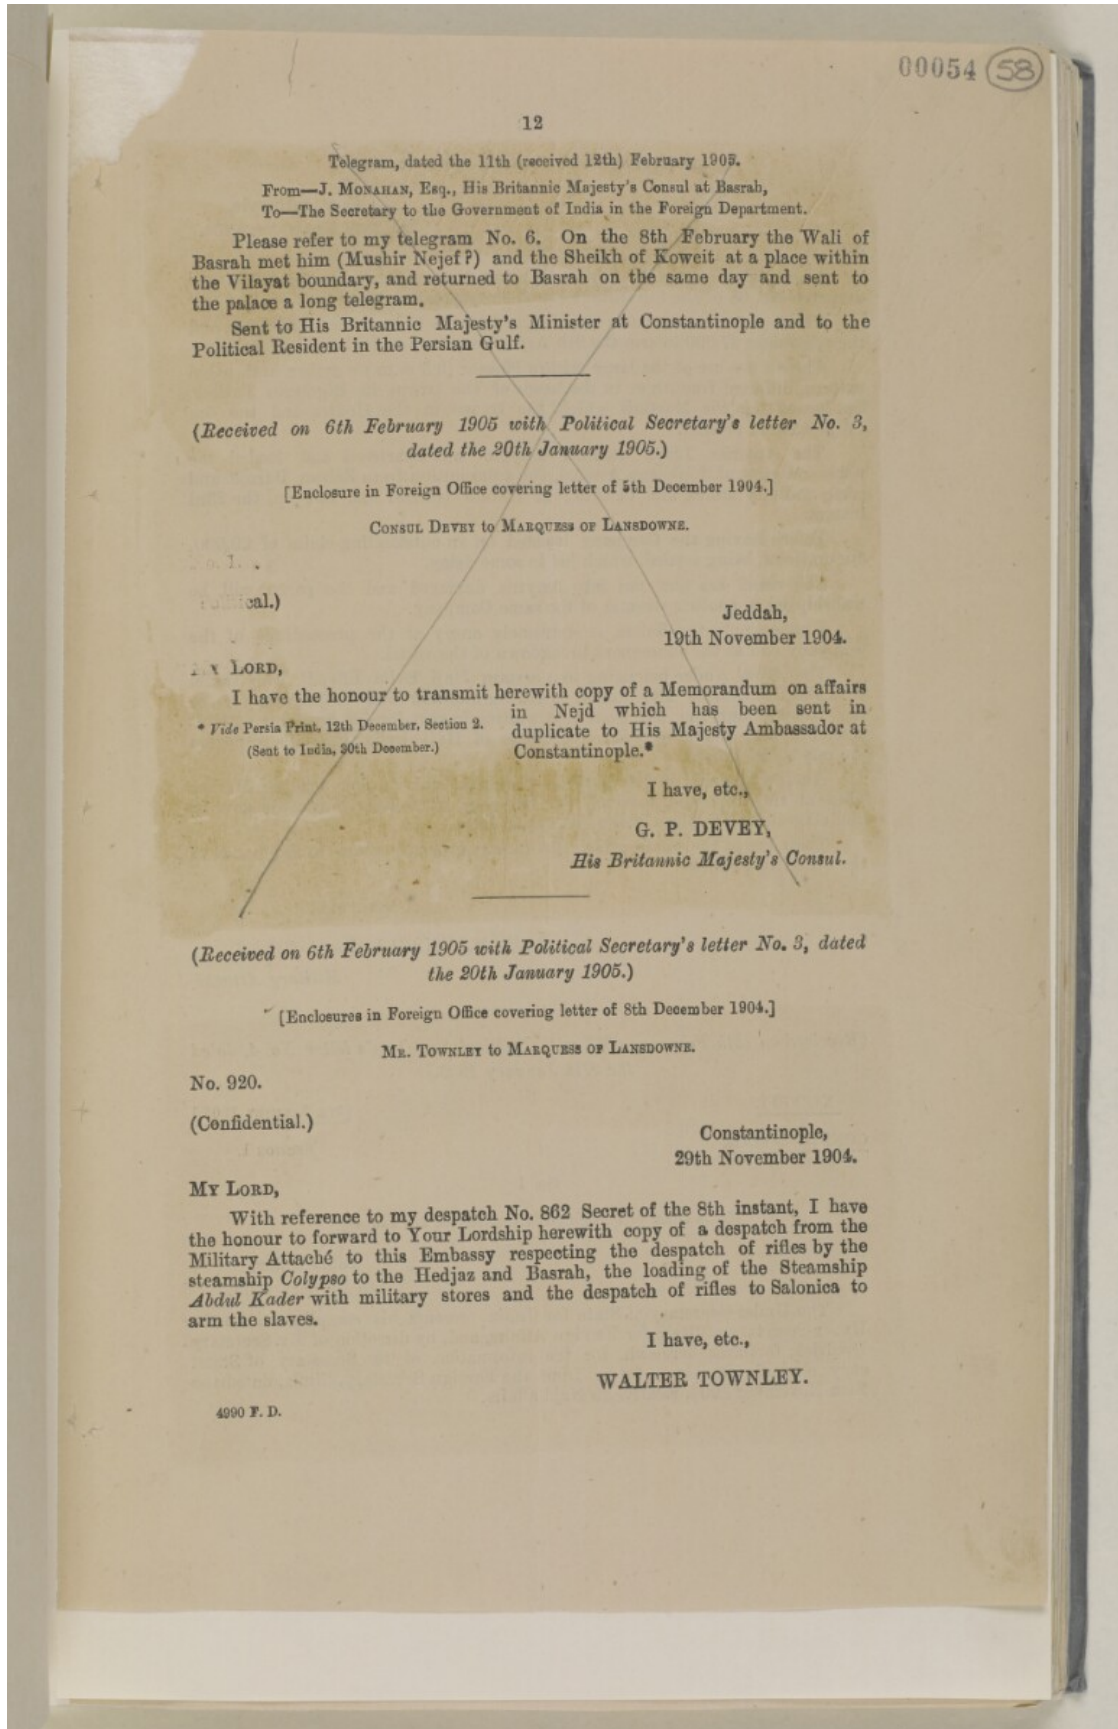 00054 58
12
Telegram, dated the 11th (received 12th) February 1905.
From—J. MONAHAN, Esq., His Britannic Majesty's Consul at Basrah,
To—The Secretary to the Government of India in the Foreign Department.
Please refer to my telegram No. 6. On the 8th February the Wali of
Basrah met him (Mushir Nejef?) and the Sheikh of Koweit at a place within
the Vilayat boundary, and returned to Basrah on the same day and sent to
the palace a long telegram.
Sent to His Britannic Majesty's Minister at Constantinople and to the
Political Resident in the Persian Gulf.
(Received on 6th February 1905 with Political Secretary's letter No. 3,
dated the 20th January 1905.)
[Enclosure in Foreign Office covering letter of 5th December 1904.]
CONSUL DEVEY to MARQUESS OF LANSDOWNE.
cal.)
Jeddah,
19th November 1904.
LORD,
I have the honour to transmit herewith copy of a Memorandum on affairs
in Nejd which has been sent in
duplicate to His Majesty Ambassador at
Constantinople.*
* Vide Persia Print, 12th December, Section 2.
(Sent to India, 30th December.)
I have, etc.,
G. P. DEVEY,
His Britannic Majesty's Consul.
(Received on 6th February 1905 with Political Secretary's letter No. 3, dated
the 20th January 1905.)
[Enclosures in Foreign Office covering letter of 8th December 1904.]
MR. TOWNLEY to MARQUESS OF LANSDOWNE.
No. 920.
(Confidential.)
Constantinople,
29th November 1904.
MY LORD,
With reference to my despatch No. 862 Secret of the 8th instant, I have
the honour to forward to Your Lordship herewith copy of a despatch from the
Military Attaché to this Embassy respecting the despatch of rifles by the
steamship Colypso to the Hedjaz and Basrah, the loading of the Steamship
Abdul Kader with military stores and the despatch of rifles to Salonica to
arm the slaves.
I have, etc.,
WALTER TOWNLEY.
4990 F. D.